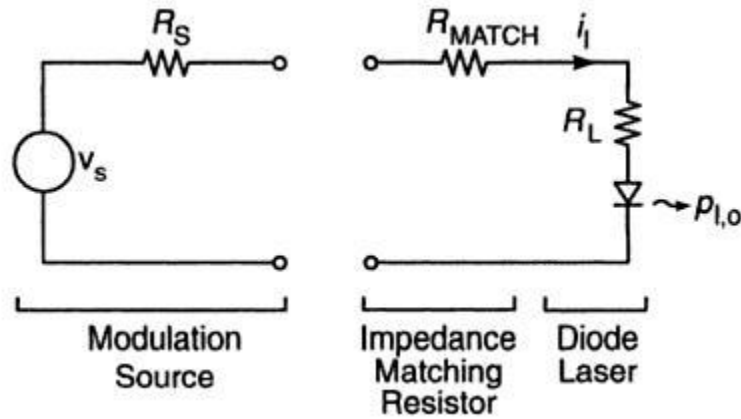 R_S
R_MATCH
i_l
v_s
R_L
p_l,o
Modulation
Source
Impedance
Matching
Resistor
Diode
Laser